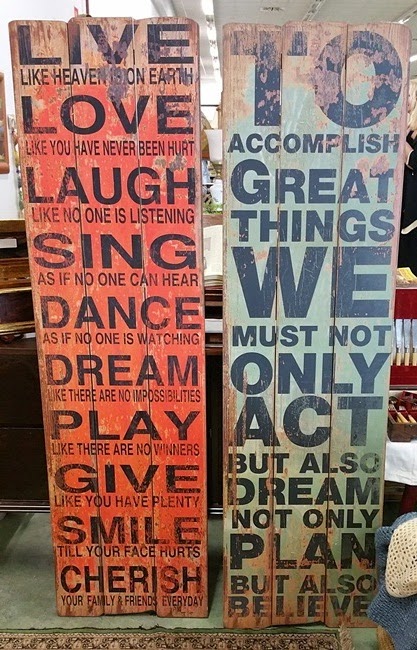 LIVE
LIKE HEAVEN IS ON EARTH
LOVE
LIKE YOU HAVE NEVER BEEN HURT
LAUGH
LIKE NO ONE IS LISTENING
SING
AS IF NO ONE CAN HEAR
DANCE
AS IF NO ONE IS WATCHING
DREAM
LIKE THERE ARE NO IMPOSSIBILITIES
PLAY
LIKE THERE ARE NO WINNERS
GIVE
LIKE YOU HAVE PLENTY
SMILE
TILL YOUR FACE HURTS
CHERISH
YOUR FAMILY & FRIENDS EVERYDAY
TO
ACCOMPLISH
GREAT
THINGS
WE
MUST NOT
ONLY
ACT
BUT ALSO
DREAM
NOT ONLY
PLAN
BUT ALSO
BELIEVE